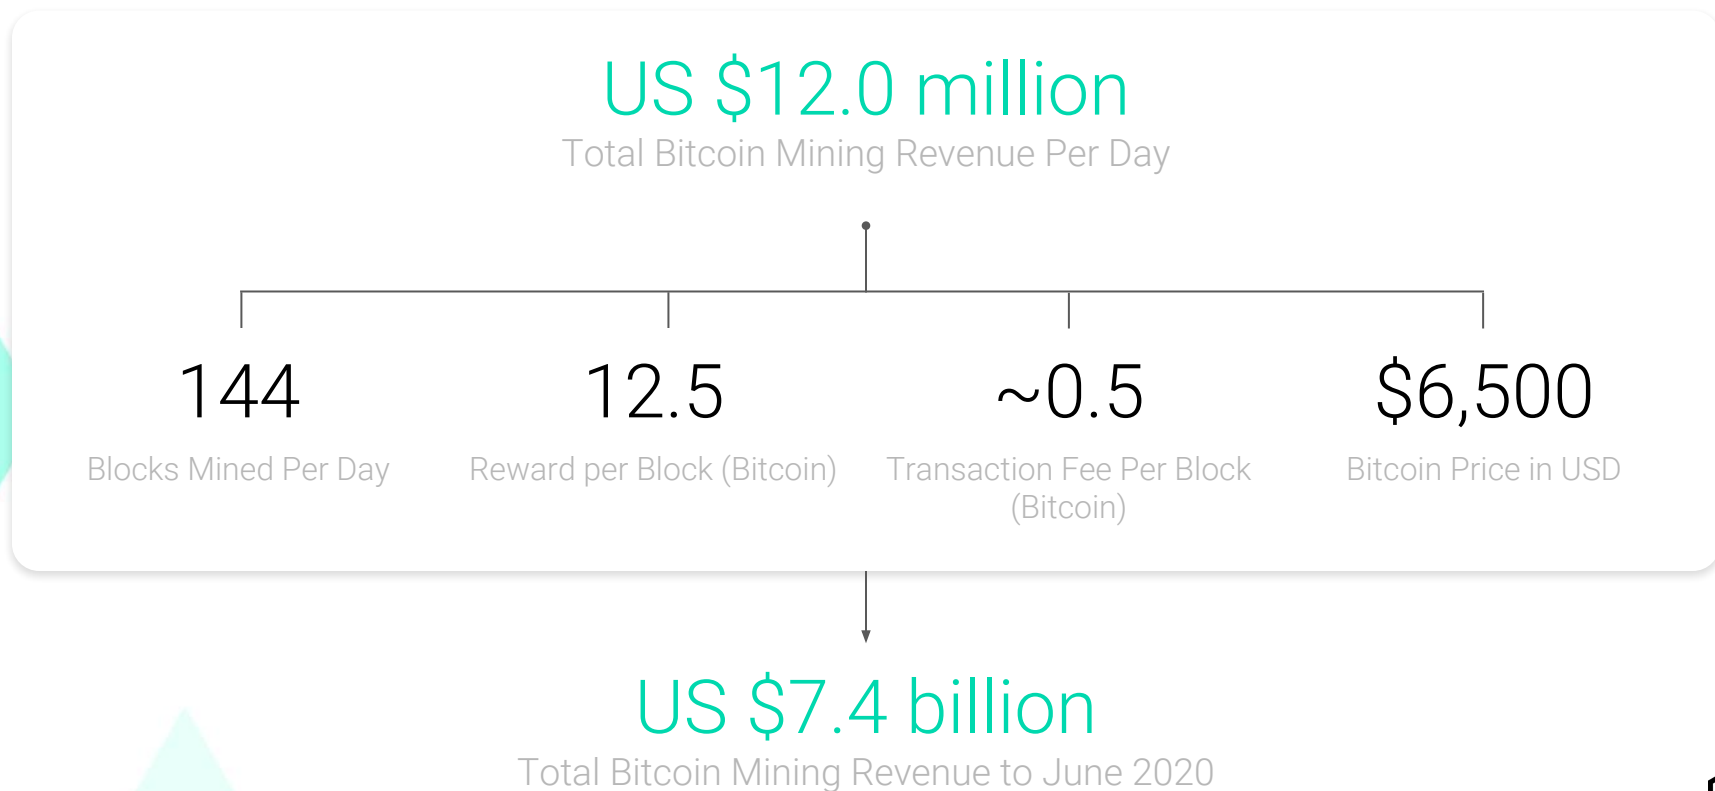 US $12.0 million
Total Bitcoin Mining Revenue Per Day
144
Blocks Mined Per Day
12.5
Reward per Block (Bitcoin)
~0.5
Transaction Fee Per Block
(Bitcoin)
$6,500
Bitcoin Price in USD
US $7.4 billion
Total Bitcoin Mining Revenue to June 2020